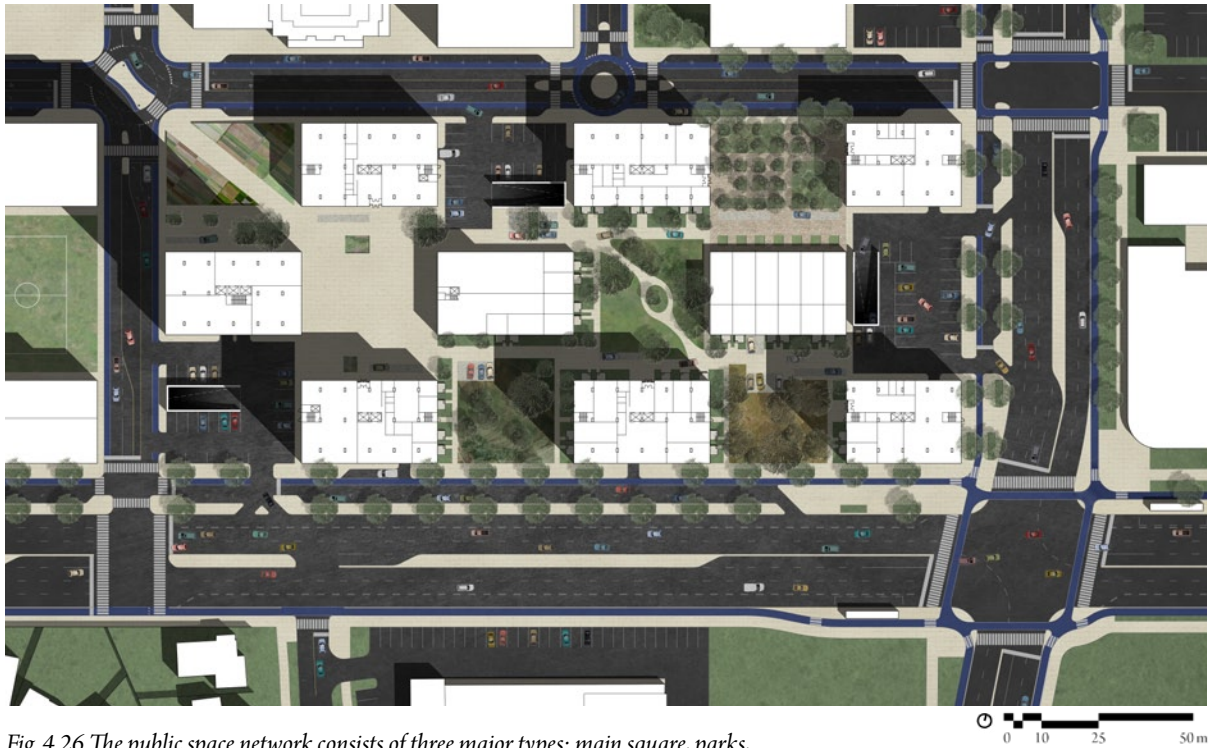 Fig. 4.26 The public space network consists of three major types: main square, parks,
0 10 25 50 m